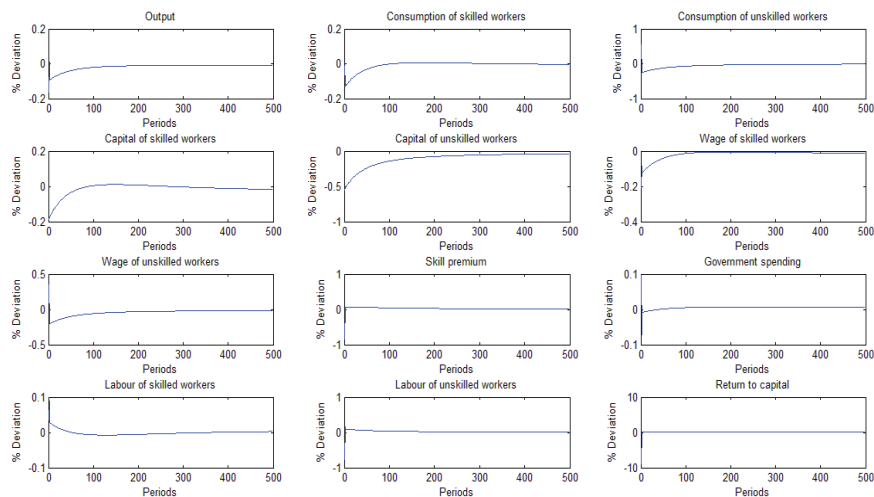 Output
% Deviation
0.2
0
-0.2
0 100 200 300 400 500
Periods
Consumption of skilled workers
% Deviation
0.2
0
-0.2
0 100 200 300 400 500
Periods
Consumption of unskilled workers
% Deviation
1
0
-1
0 100 200 300 400 500
Periods
Capital of skilled workers
% Deviation
0.2
0
-0.2
0 100 200 300 400 500
Periods
Capital of unskilled workers
% Deviation
0
-0.5
-1
0 100 200 300 400 500
Periods
Wage of skilled workers
% Deviation
0
-0.2
-0.4
0 100 200 300 400 500
Periods
Wage of unskilled workers
% Deviation
0.5
0
-0.5
0 100 200 300 400 500
Periods
Skill premium
% Deviation
1
0
-1
0 100 200 300 400 500
Periods
Government spending
% Deviation
0.1
0
-0.1
0 100 200 300 400 500
Periods
Labour of skilled workers
% Deviation
0.1
0
-0.1
0 100 200 300 400 500
Periods
Labour of unskilled workers
% Deviation
1
0
-1
0 100 200 300 400 500
Periods
Return to capital
% Deviation
10
0
-10
0 100 200 300 400 500
Periods